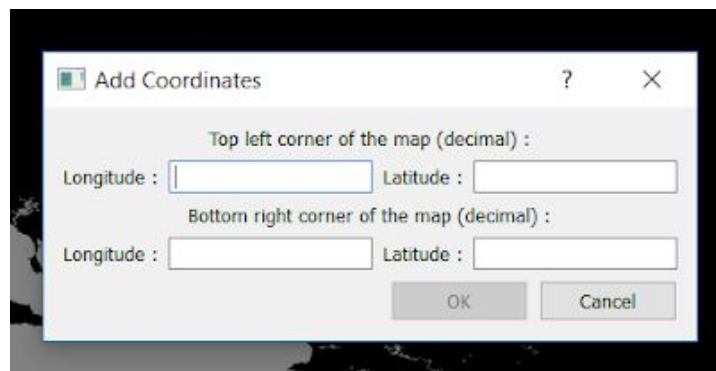 Add Coordinates ?
Top left corner of the map (decimal) :
Longitude : Latitude :
Bottom right corner of the map (decimal) :
Longitude : Latitude :
OK Cancel